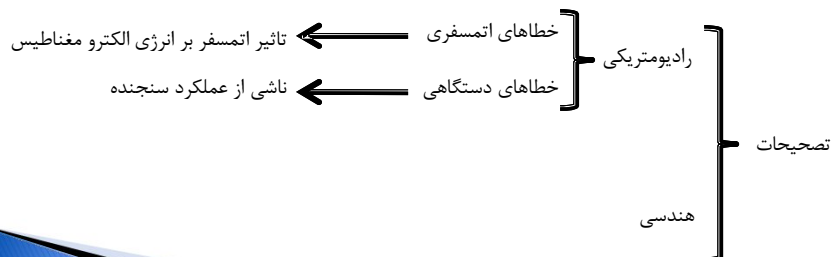 تصحیحات
رادیومتریکی
خطاهای اتمسفری
تاثیر اتمسفر بر انرژی الکترو مغناطیس
خطاهای دستگاهی
ناشی از عملکرد سنجنده
هندسی